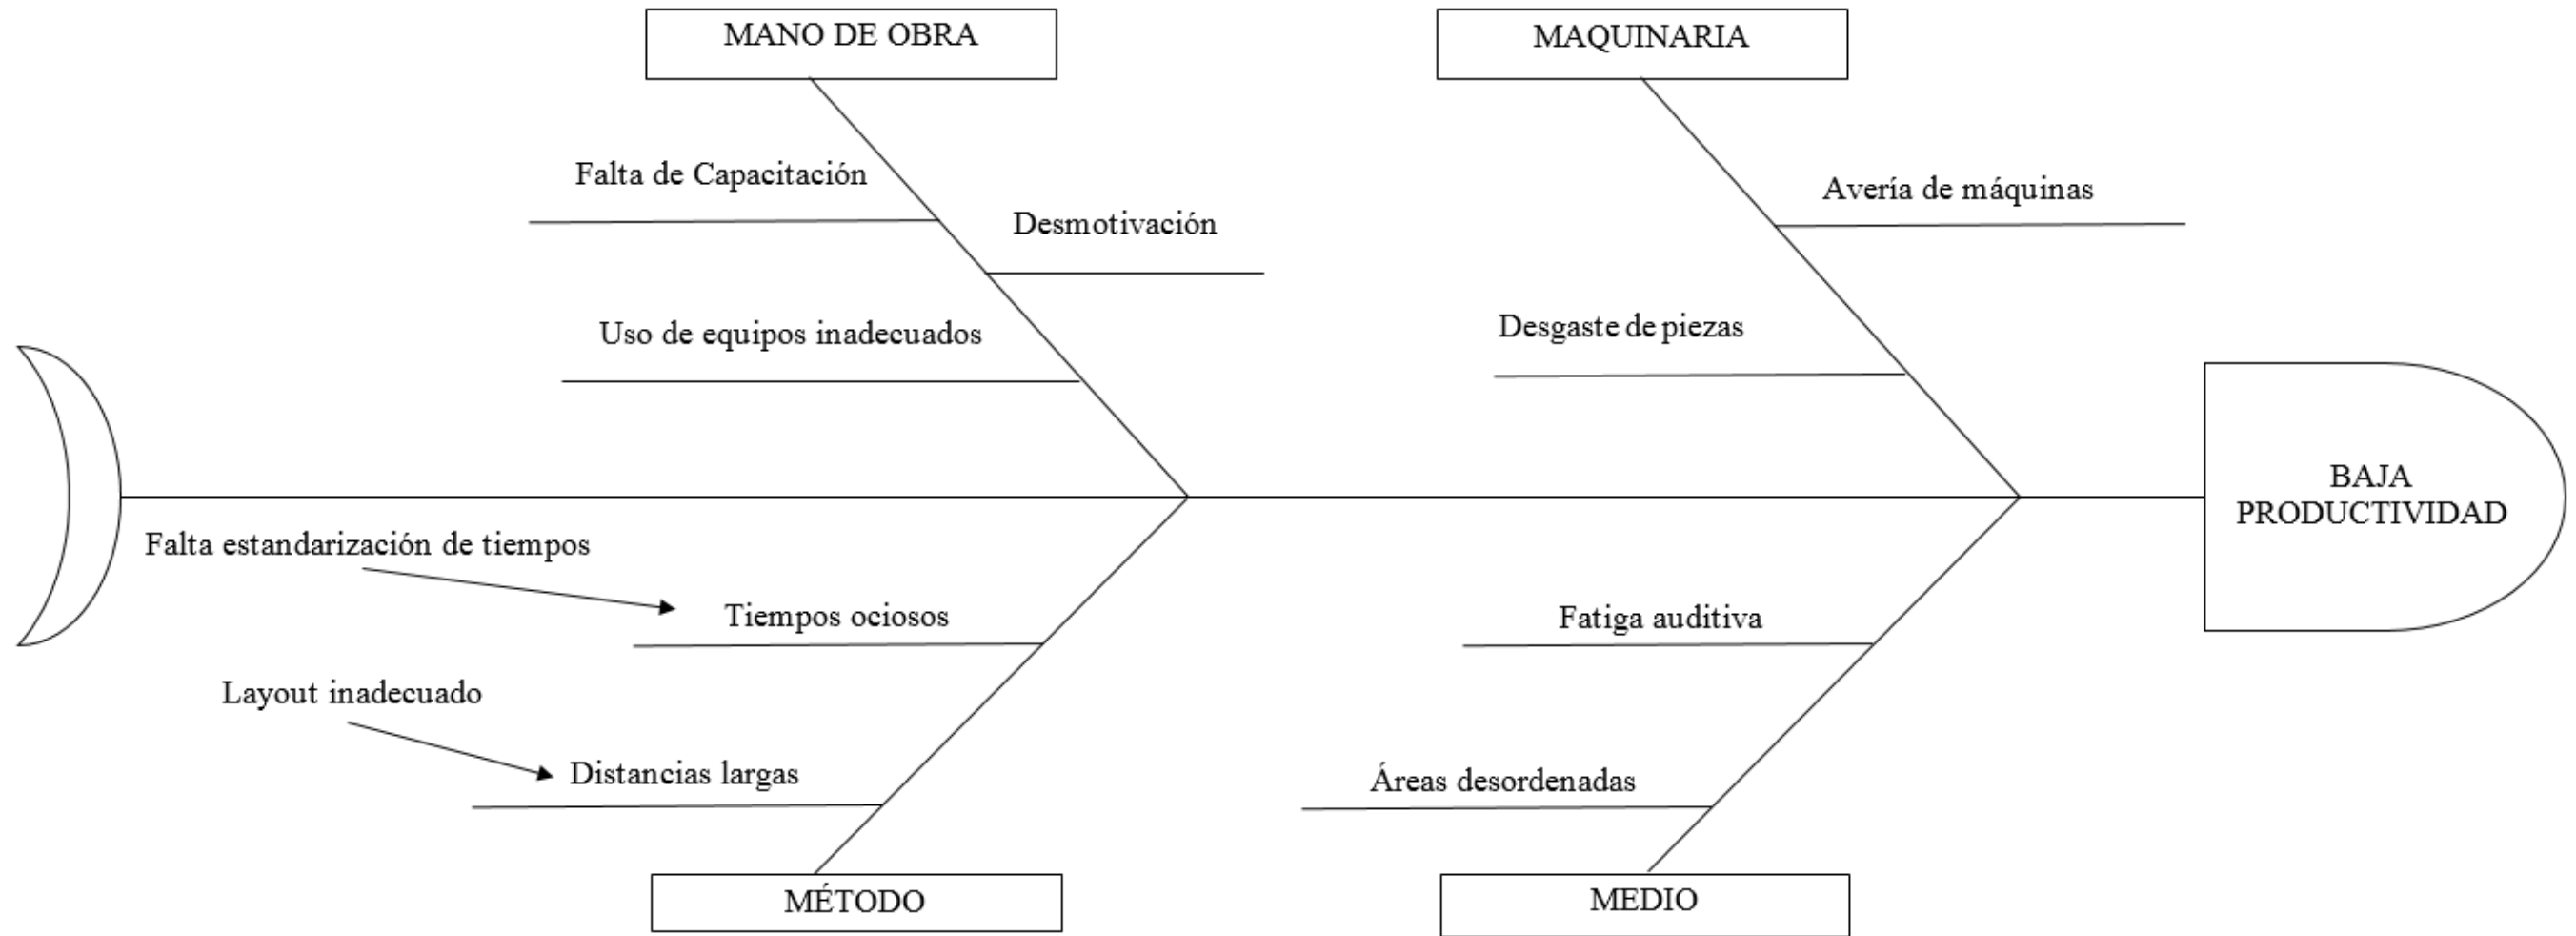 MANO DE OBRA
MAQUINARIA
Falta de Capacitación
Avería de máquinas
Desmotivación
Uso de equipos inadecuados
Desgaste de piezas
BAJA
PRODUCTIVIDAD
Falta estandarización de tiempos
Tiempos ociosos
Fatiga auditiva
Layout inadecuado
Distancias largas
Áreas desordenadas
MÉTODO
MEDIO